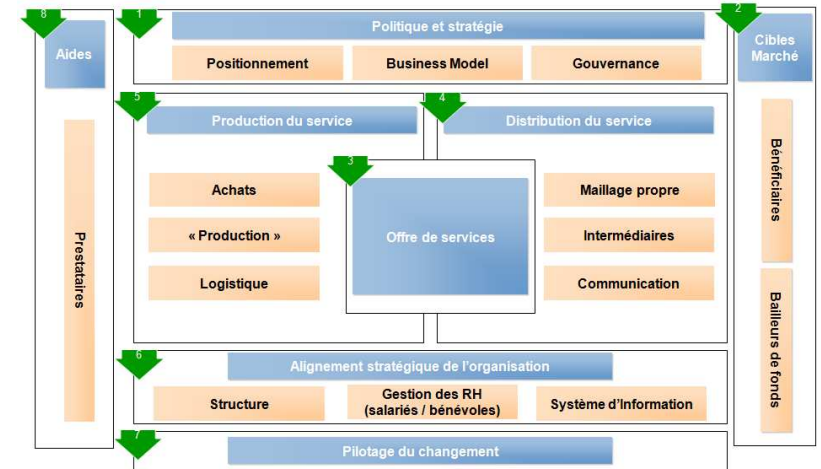 8
Aides
Prestataires
1
Politique et stratégie
Positionnement
Business Model
Gouvernance
2
Cibles
Marché
Bénéficiaires
Bailleurs de fonds
5
Production du service
Achats
« Production »
Logistique
3
Offre de services
4
Distribution du service
Maillage propre
Intermédiaires
Communication
6
Alignement stratégique de l’organisation
Structure
Gestion des RH
(salariés / bénévoles)
Système d’Information
7
Pilotage du changement